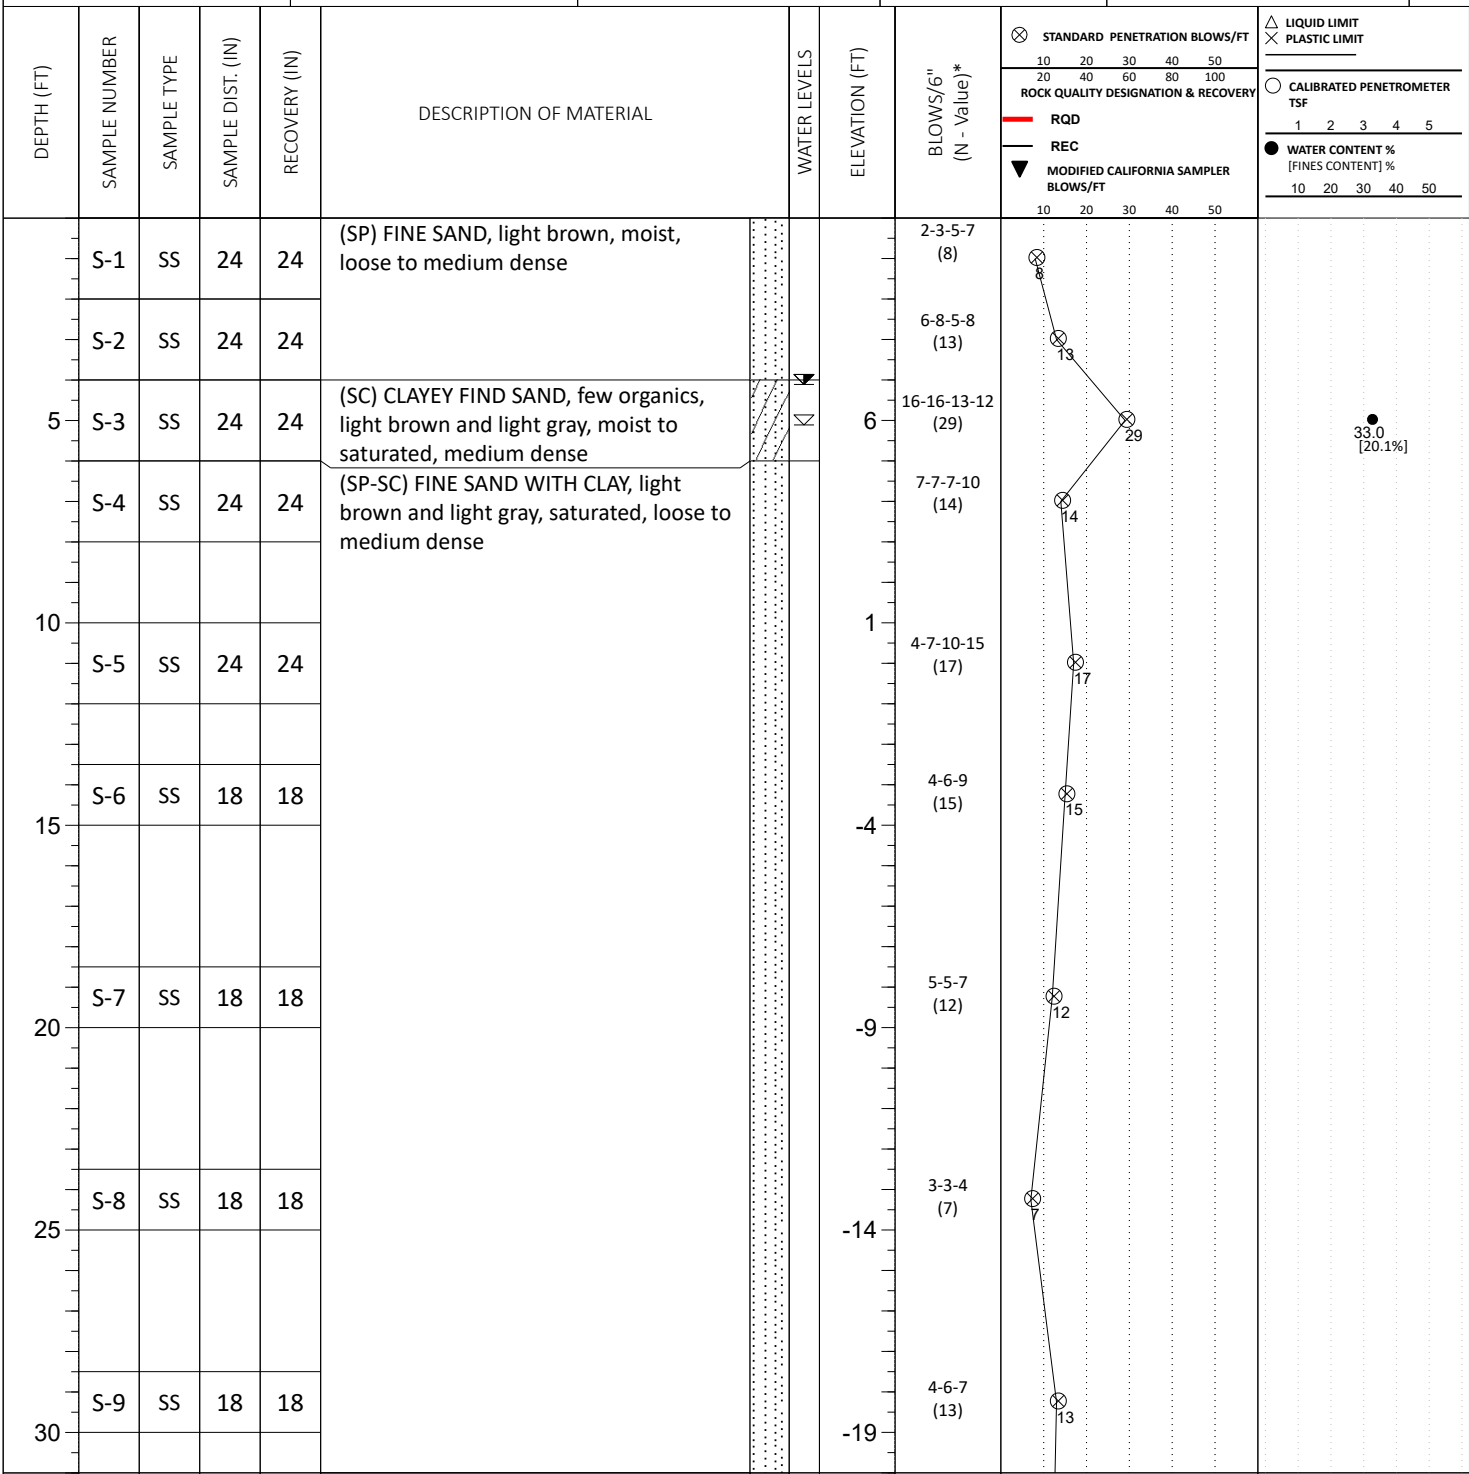 DEPTH (FT)
SAMPLE NUMBER
SAMPLE TYPE
SAMPLE DIST. (IN)
RECOVERY (IN)
DESCRIPTION OF MATERIAL
WATER LEVELS
ELEVATION (FT)
BLOWS/6"
(N - Value)*
STANDARD PENETRATION BLOWS/FT
10 20 30 40 50
20 40 60 80 100
ROCK QUALITY DESIGNATION & RECOVERY
RQD
REC
MODIFIED CALIFORNIA SAMPLER
BLOWS/FT
10 20 30 40 50
LIQUID LIMIT
PLASTIC LIMIT
CALIBRATED PENETROMETER
TSF
1 2 3 4 5
WATER CONTENT %
[FINES CONTENT] %
10 20 30 40 50
S-1 SS 24 24
(SP) FINE SAND, light brown, moist,
loose to medium dense
2-3-5-7
(8)
8
S-2 SS 24 24
6-8-5-8
(13)
13
5
S-3 SS 24 24
(SC) CLAYEY FIND SAND, few organics,
light brown and light gray, moist to
saturated, medium dense
6
16-16-13-12
(29)
29
33.0
[20.1%]
S-4 SS 24 24
(SP-SC) FINE SAND WITH CLAY, light
brown and light gray, saturated, loose to
medium dense
7-7-7-10
(14)
14
10
1
S-5 SS 24 24
4-7-10-15
(17)
17
S-6 SS 18 18
4-6-9
(15)
15
15
-4
S-7 SS 18 18
5-5-7
(12)
12
20
-9
S-8 SS 18 18
3-3-4
(7)
7
25
-14
S-9 SS 18 18
4-6-7
(13)
13
30
-19